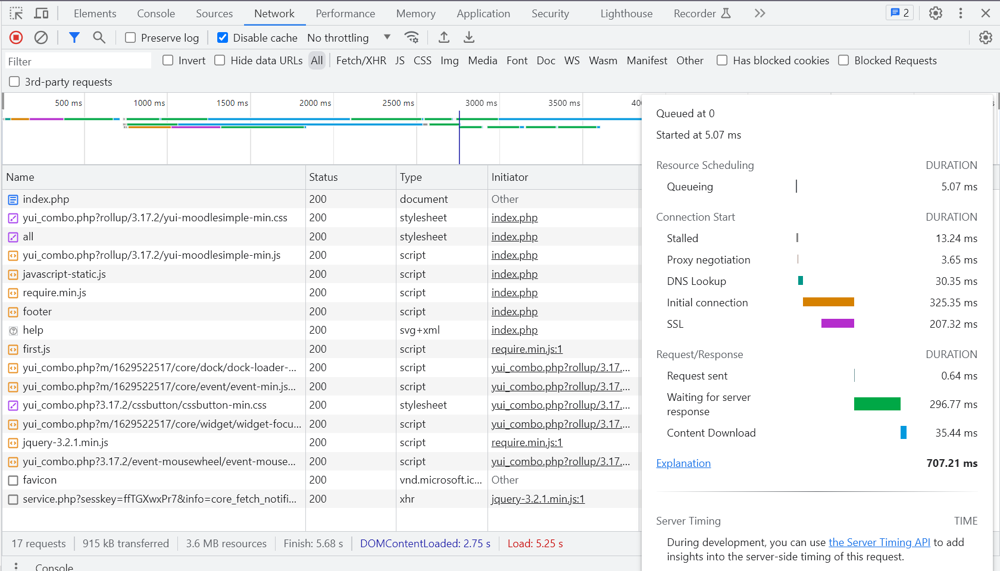 Elements Console Sources Network Performance Memory Application Security Lighthouse Recorder 2
Preserve log Disable cache No throttling
Filter Invert Hide data URLs All Fetch/XHR JS CSS Img Media Font Doc WS Wasm Manifest Other Has blocked cookies Blocked Requests
3rd-party requests
500 ms 1000 ms 1500 ms 2000 ms 2500 ms 3000 ms 3500 ms
Name Status Type Initiator
index.php 200 document Other
yui_combo.php?rollup/3.17.2/yui-moodlesimple-min.css 200 stylesheet index.php
all 200 stylesheet index.php
yui_combo.php?rollup/3.17.2/yui-moodlesimple-min.js 200 script index.php
javascript-static.js 200 script index.php
require.min.js 200 script index.php
footer 200 script index.php
help 200 svg+xml index.php
first.js 200 script require.min.js:1
yui_combo.php?m/1629522517/core/dock/dock-loader-... 200 script yui_combo.php?rollup/3.17....
yui_combo.php?m/1629522517/core/event/event-min.js... 200 script yui_combo.php?rollup/3.17....
yui_combo.php?3.17.2/cssbutton/cssbutton-min.css 200 stylesheet yui_combo.php?rollup/3.17....
yui_combo.php?m/1629522517/core/widget/widget-focu... 200 script yui_combo.php?rollup/3.17....
jquery-3.2.1.min.js 200 script require.min.js:1
yui_combo.php?3.17.2/event-mousewheel/event-mouse... 200 script yui_combo.php?rollup/3.17....
favicon 200 vnd.microsoft.ic... Other
service.php?sesskey=ffTGXwxPr7&info=core_fetch_notifi... 200 xhr jquery-3.2.1.min.js:1
17 requests 915 kB transferred 3.6 MB resources Finish: 5.68 s DOMContentLoaded: 2.75 s Load: 5.25 s
Console
Queued at 0
Started at 5.07 ms
Resource Scheduling DURATION
Queueing 5.07 ms
Connection Start DURATION
Stalled 13.24 ms
Proxy negotiation 3.65 ms
DNS Lookup 30.35 ms
Initial connection 325.35 ms
SSL 207.32 ms
Request/Response DURATION
Request sent 0.64 ms
Waiting for server
response 296.77 ms
Content Download 35.44 ms
Explanation 707.21 ms
Server Timing TIME
During development, you can use the Server Timing API to add
insights into the server-side timing of this request.